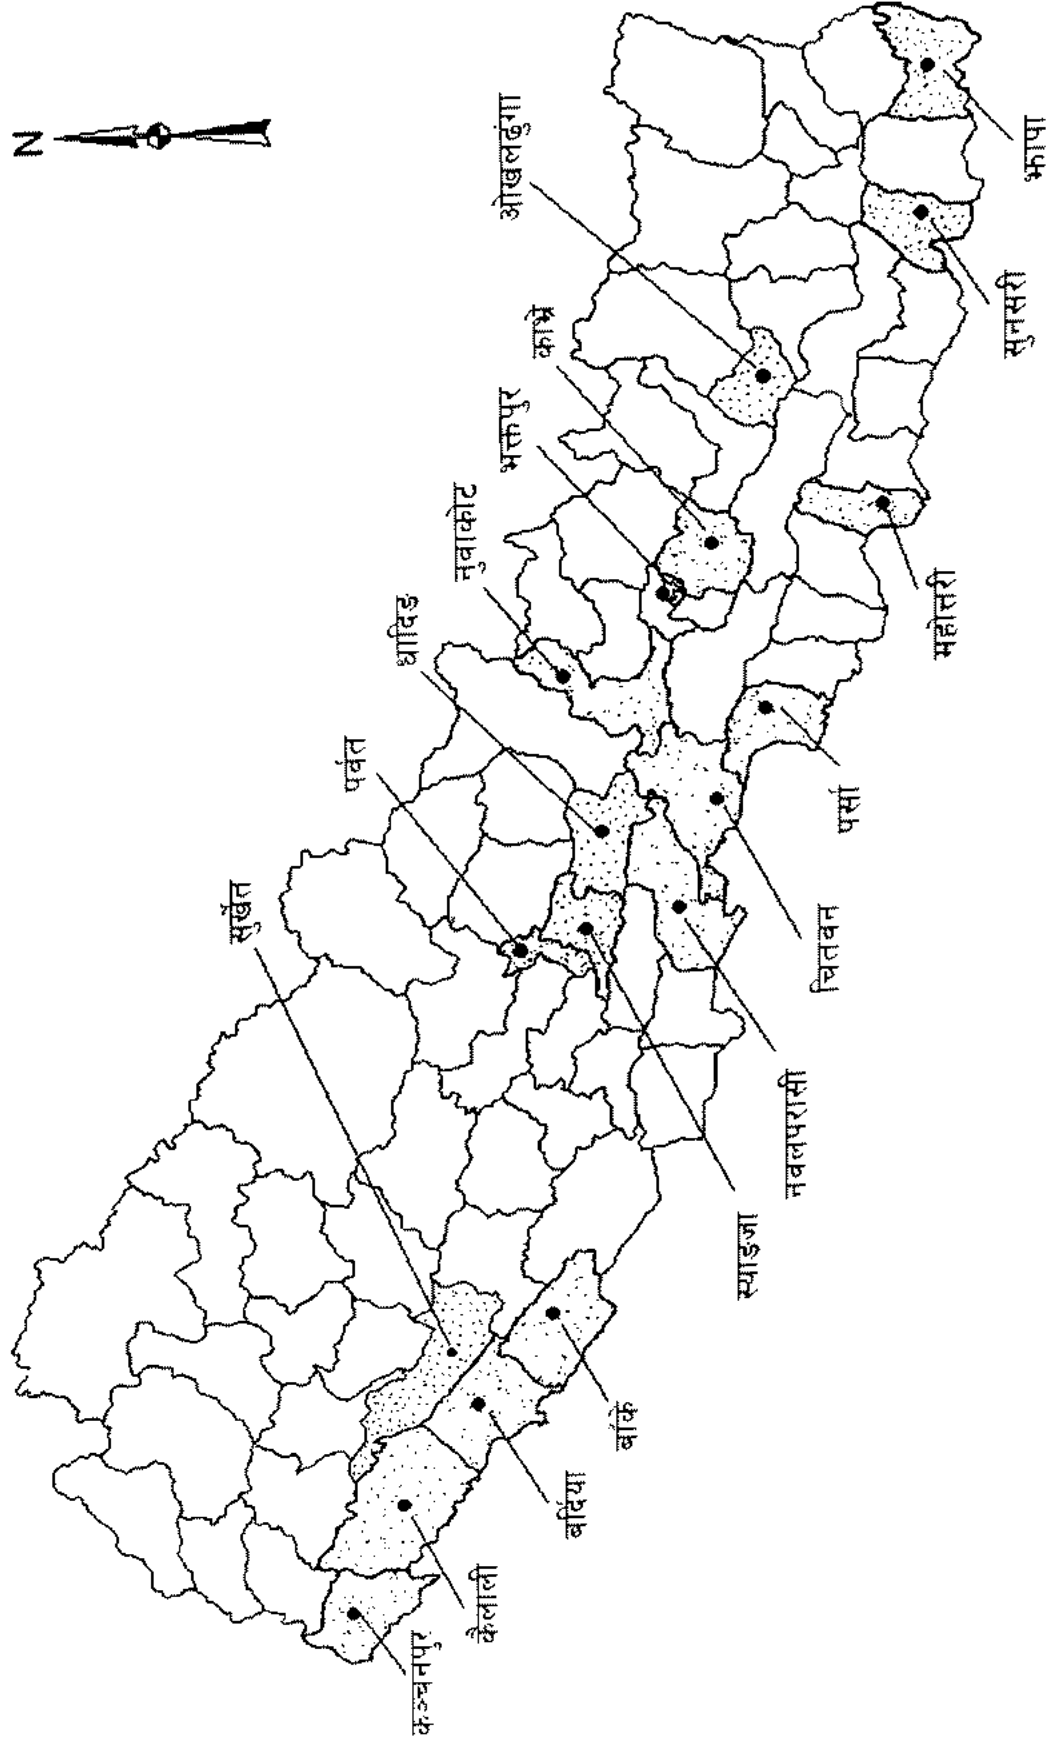 N
सुर्खेत
पर्वत
धादिङ
नुवाकोट
भक्तपुर
काभ्रे
ओखलढुंगा
कञ्चनपुर
कैलाली
बर्दिया
बाँके
स्याङ्जा
नवलपरासी
चितवन
पर्सा
महोत्तरी
सुनसरी
झापा